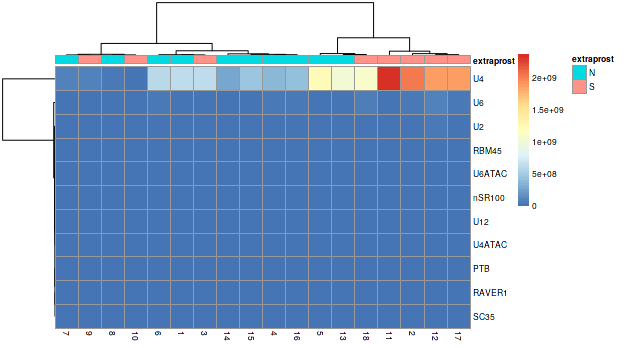 extraprost
U4
U6
U2
RBM45
U6ATAC
nSR100
U12
U4ATAC
PTB
RAVER1
SC35
7 9 8 10 6 1 3 14 15 4 16 5 13 18 11 2 12 17
2e+09
1.5e+09
1e+09
5e+08
0
extraprost
N
S